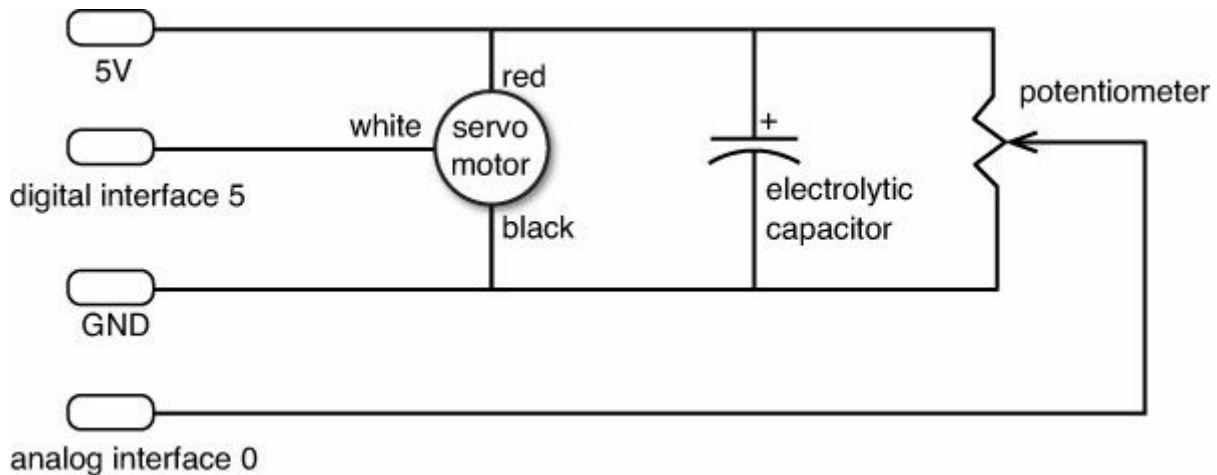 5V
red
potentiometer
white
servo
motor
+
digital interface 5
electrolytic
capacitor
black
GND
analog interface 0